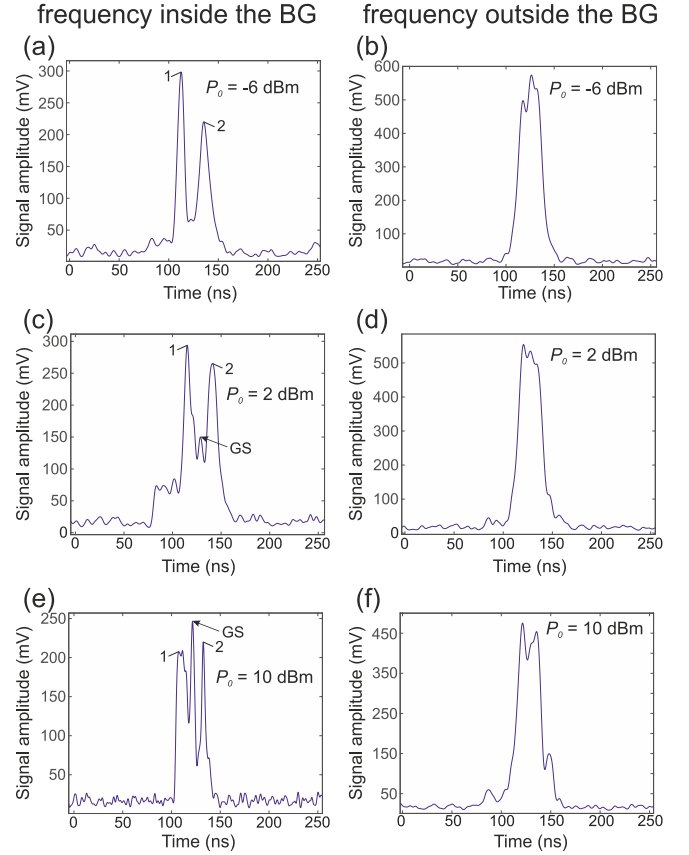 frequency inside the BG
frequency outside the BG
(a)
Signal amplitude (mV)
300
250
200
150
100
50
1
2
P0 = -6 dBm
0 50 100 150 200 250
Time (ns)
(b)
Signal amplitude (mV)
600
500
400
300
200
100
P0 = -6 dBm
0 50 100 150 200 250
Time (ns)
(c)
Signal amplitude (mV)
300
250
200
150
100
50
0
1
2
P0 = 2 dBm
GS
0 50 100 150 200 250
Time (ns)
(d)
Signal amplitude (mV)
500
400
300
200
100
0
P0 = 2 dBm
0 50 100 150 200 250
Time (ns)
(e)
Signal amplitude (mV)
250
200
150
100
50
GS
1
2
P0 = 10 dBm
0 50 100 150 200 250
Time (ns)
(f)
Signal amplitude (mV)
450
350
250
150
50
P0 = 10 dBm
0 50 100 150 200 250
Time (ns)